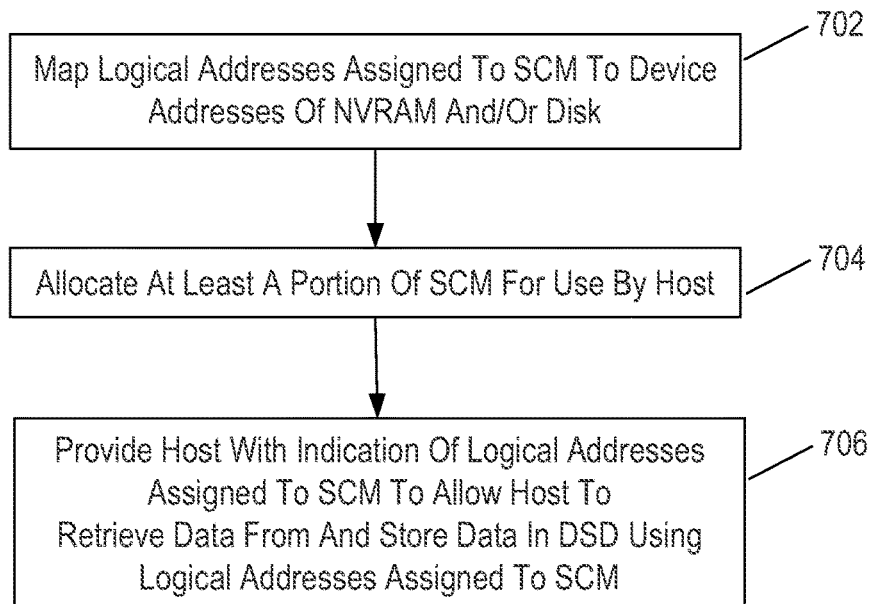 702
Map Logical Addresses Assigned To SCM To Device
Addresses Of NVRAM And/Or Disk
704
Allocate At Least A Portion Of SCM For Use By Host
706
Provide Host With Indication Of Logical Addresses
Assigned To SCM To Allow Host To
Retrieve Data From And Store Data In DSD Using
Logical Addresses Assigned To SCM